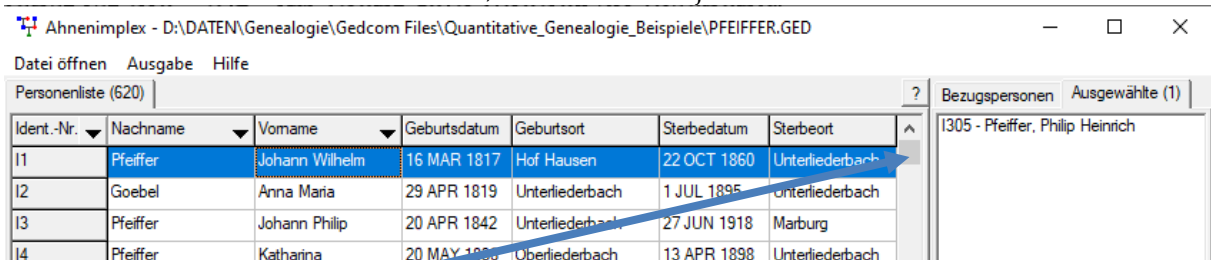 Ahnenimplex - D:\DATEN\Genealogie\Gedcom Files\Quantitative_Genealogie_Beispiele\PFEIFFER.GED
Datei öffnen Ausgabe Hilfe
Personenliste (620) ? Bezugspersonen Ausgewählte (1)
Ident.-Nr. Nachname Vorname Geburtsdatum Geburtsort Sterbedatum Sterbeort I305 - Pfeiffer, Philip Heinrich
I1 Pfeiffer Johann Wilhelm 16 MAR 1817 Hof Hausen 22 OCT 1860 Unterliederbach
I2 Goebel Anna Maria 29 APR 1819 Unterliederbach 1 JUL 1895 Unterliederbach
I3 Pfeiffer Johann Philip 20 APR 1842 Unterliederbach 27 JUN 1918 Marburg
I4 Pfeiffer Katharina 20 MAY Oberliederbach 13 APR 1898 Unterliederbach